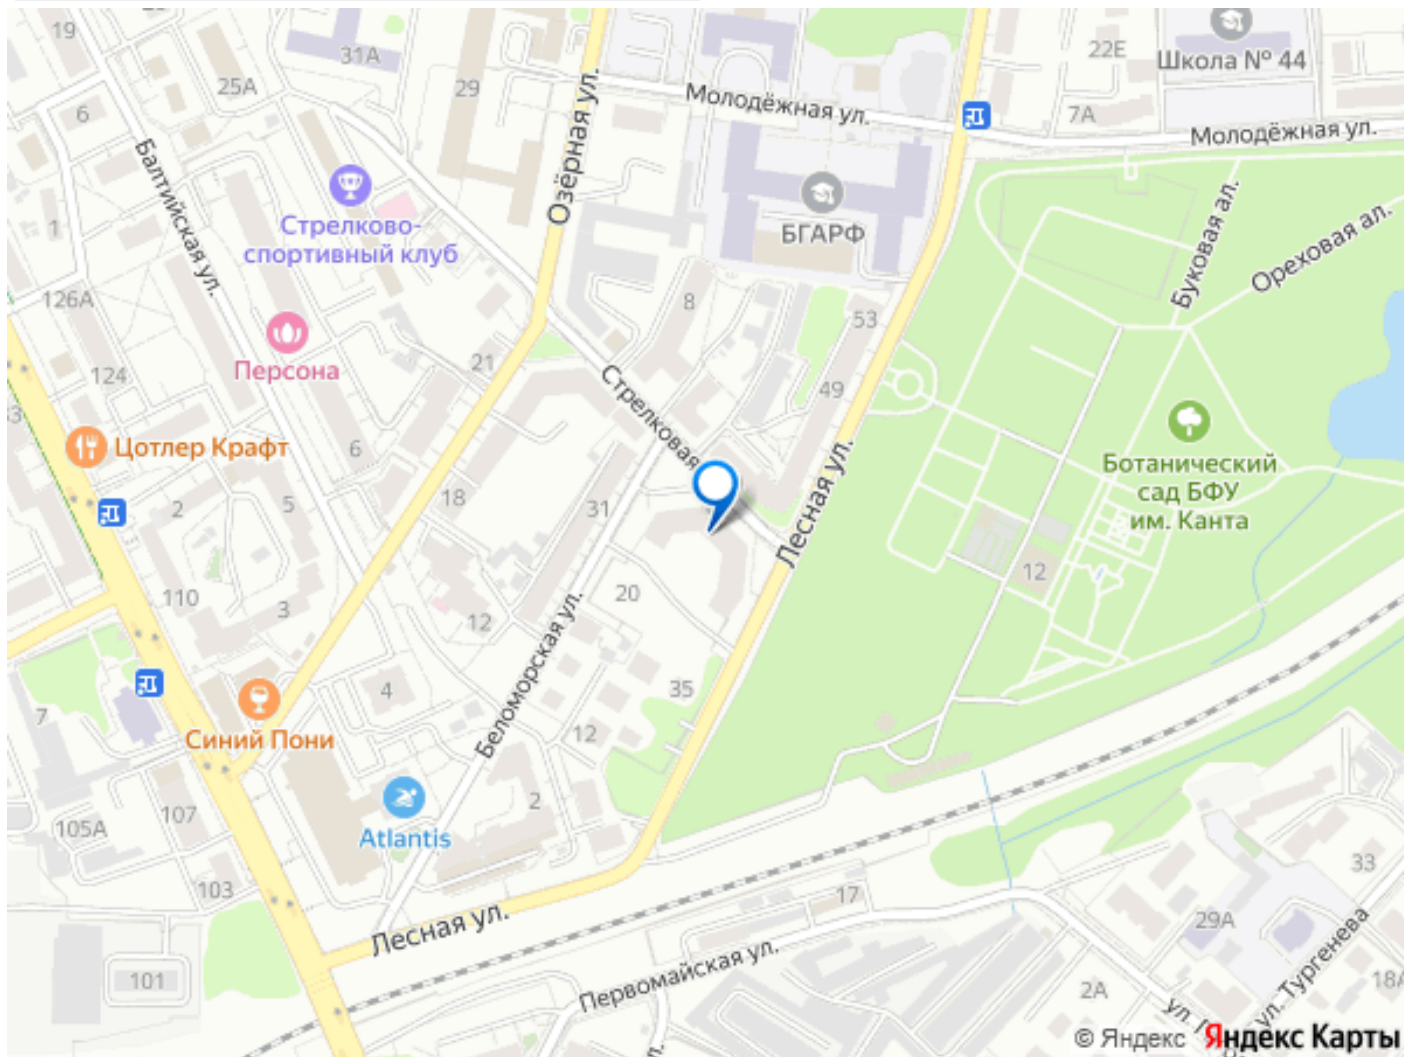 19
31А
29
22Е
Школа № 44
25А
6
Молодёжная ул.
7А
Молодёжная ул.
Озёрная ул.
Балтийская ул.
Стрелково-
спортивный клуб
БГАРФ
Буковая ал.
Ореховая ал.
1
126А
8
53
Персона
21
124
49
Стрелковая
Цотлер Крафт
6
18
2
5
31
Лесная ул.
Ботанический
сад БФУ
им. Канта
12
110
3
12
20
Беломорская ул.
4
35
7
Синий Пони
12
2
107
105А
Atlantis
103
33
17
29А
Лесная ул.
Первомайская ул.
101
2А
ул. Тургенева
18А
© Яндекс Яндекс Карты